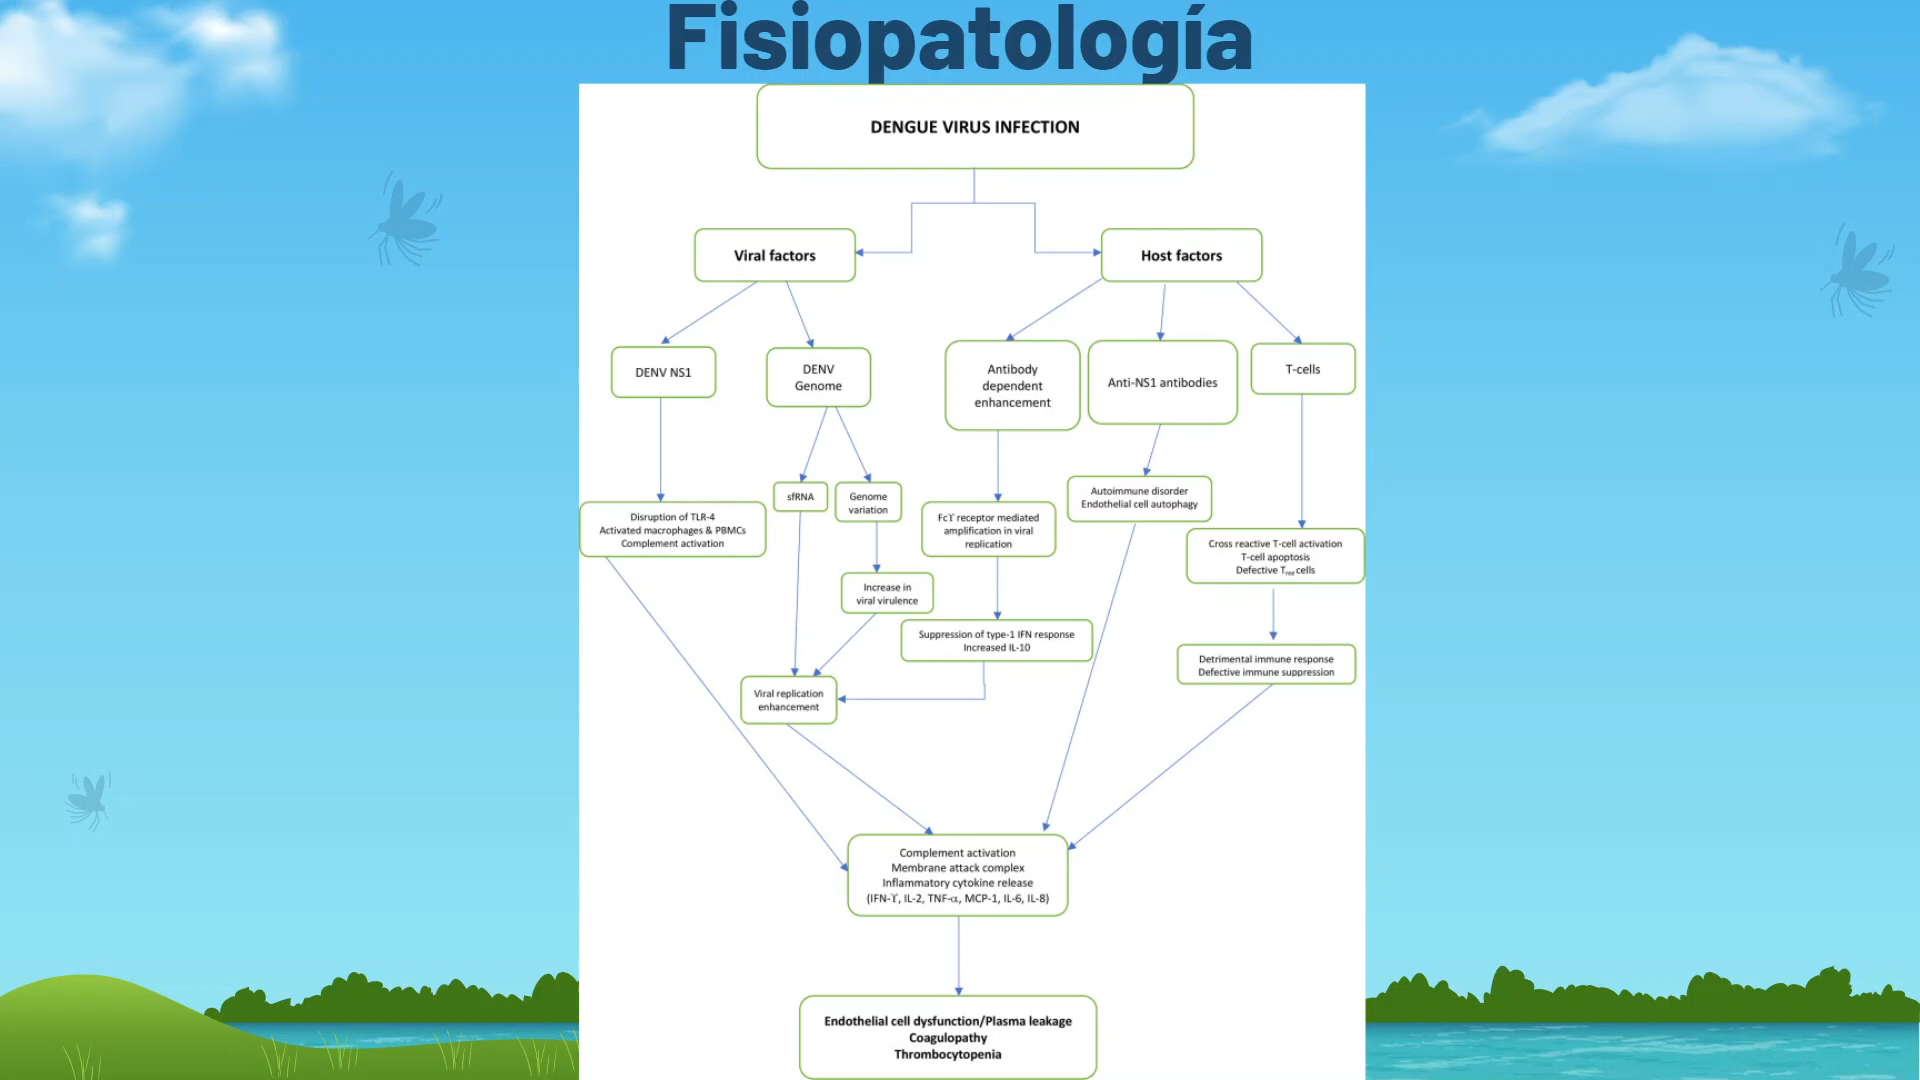 Fisiopatología
DENGUE VIRUS INFECTION
Viral factors
Host factors
DENV NS1
DENV
Genome
Antibody
dependent
enhancement
Anti-NS1 antibodies
T-cells
sfRNA
Genome
variation
Disruption of TLR-4
Activated macrophages & PBMCs
Complement activation
Fcϒ receptor mediated
amplification in viral
replication
Autoimmune disorder
Endothelial cell autophagy
Cross reactive T-cell activation
T-cell apoptosis
Defective Treg cells
Increase in
viral virulence
Suppression of type-1 IFN response
Increased IL-10
Detrimental immune response
Defective immune suppression
Viral replication
enhancement
Complement activation
Membrane attack complex
Inflammatory cytokine release
(IFN-ϒ, IL-2, TNF-α, MCP-1, IL-6, IL-8)
Endothelial cell dysfunction/Plasma leakage
Coagulopathy
Thrombocytopenia